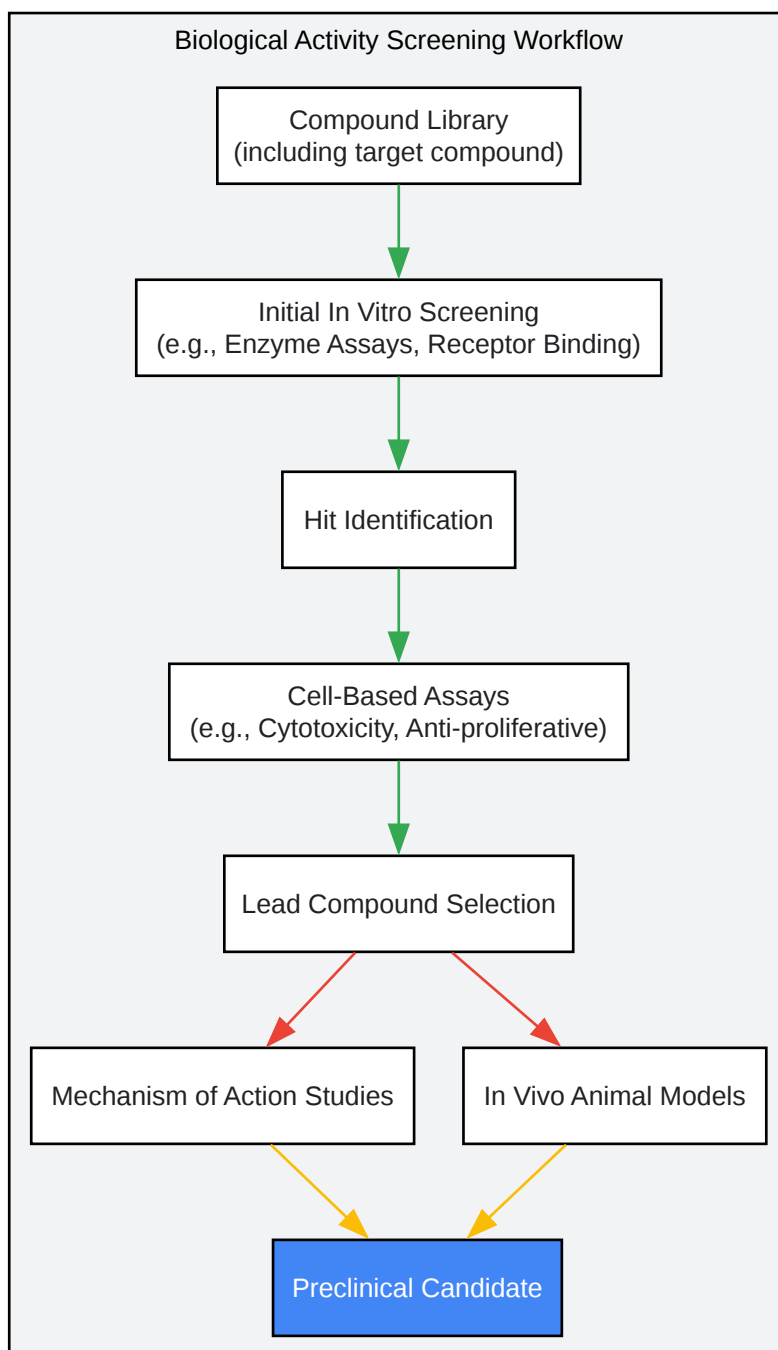 Biological Activity Screening Workflow
Compound Library
(including target compound)
Initial In Vitro Screening
(e.g., Enzyme Assays, Receptor Binding)
Hit Identification
Cell-Based Assays
(e.g., Cytotoxicity, Anti-proliferative)
Lead Compound Selection
Mechanism of Action Studies
In Vivo Animal Models
Preclinical Candidate